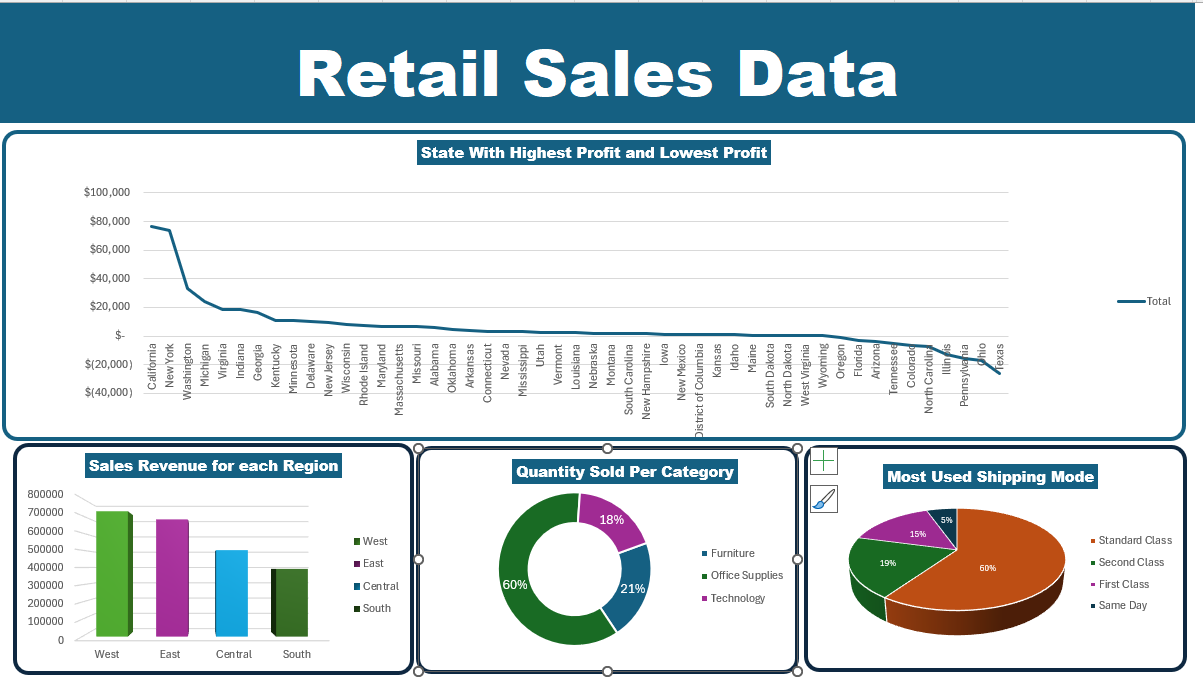 Retail Sales Data
State With Highest Profit and Lowest Profit
$100,000
$80,000
$60,000
$40,000
$20,000
$-
$(20,000)
$(40,000)
California
New York
Washington
Michigan
Virginia
Indiana
Georgia
Kentucky
Minnesota
Delaware
New Jersey
Wisconsin
Rhode Island
Maryland
Massachusetts
Missouri
Alabama
Oklahoma
Arkansas
Connecticut
Nevada
Mississippi
Utah
Vermont
Louisiana
Nebraska
Montana
South Carolina
New Hampshire
Iowa
New Mexico
District of Columbia
Kansas
Idaho
Maine
South Dakota
North Dakota
West Virginia
Wyoming
Oregon
Florida
Arizona
Tennessee
Colorado
North Carolina
Illinois
Pennsylvania
Ohio
Texas
Total
Sales Revenue for each Region
800000
700000
600000
500000
400000
300000
200000
100000
0
West
East
Central
South
West
East
Central
South
Quantity Sold Per Category
18%
21%
60%
Furniture
Office Supplies
Technology
Most Used Shipping Mode
5%
15%
19%
60%
Standard Class
Second Class
First Class
Same Day